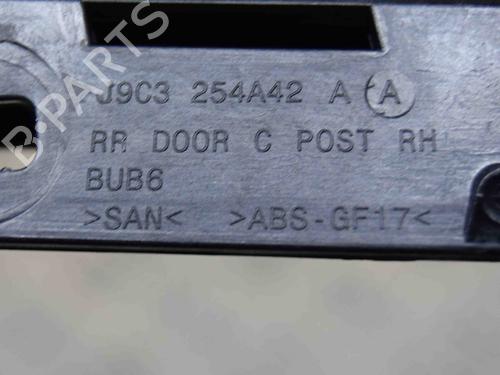 J9C3 254A42 A A
RR DOOR C POST RH
BUB6
>SAN< >ABS-GF17<
B-PARTS